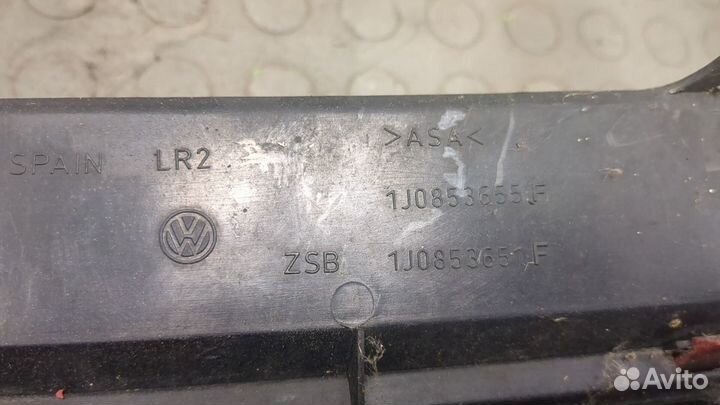 >ASA<
SPAIN LR2
1J0853655 F
ZSB 1J0853651 F
Avito